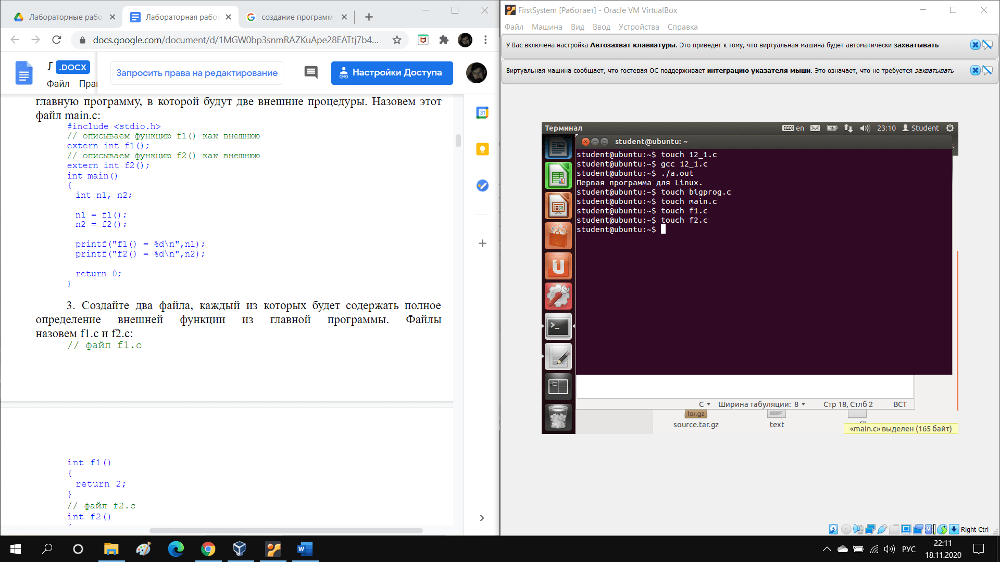 Лабораторные рабо
Лабораторная рабо
создание программ
docs.google.com/document/d/1MGW0bp3snmRAZKuApe28EATtj7b4...
Л .DOCX
Файл Пра
Запросить права на редактирование
Настройки Доступа
31
главную программу, в которой будут две внешние процедуры. Назовем этот
файл main.c:
#include <stdio.h>
// описываем функцию f1() как внешнюю
extern int f1();
// описываем функцию f2() как внешнюю
extern int f2();
int main()
{
int n1, n2;
n1 = f1();
n2 = f2();
printf("f1() = %d\n",n1);
printf("f2() = %d\n",n2);
return 0;
}
3. Создайте два файла, каждый из которых будет содержать полное
определение внешней функции из главной программы. Файлы
назовем f1.c и f2.c:
// файл f1.c
int f1()
{
return 2;
}
// файл f2.c
int f2()
FirstSystem [Работает] - Oracle VM VirtualBox
Файл Машина Вид Ввод Устройства Справка
У Вас включена настройка Автозахват клавиатуры. Это приведет к тому, что виртуальная машина будет автоматически захватывать
Виртуальная машина сообщает, что гостевая ОС поддерживает интеграцию указателя мыши. Это означает, что не требуется захватывать
Терминал en 23:10 Student
student@ubuntu: ~
student@ubuntu:~$ touch 12_1.c
student@ubuntu:~$ gcc 12_1.c
student@ubuntu:~$ ./a.out
Первая программа для Linux.
student@ubuntu:~$ touch bigprog.c
student@ubuntu:~$ touch main.c
student@ubuntu:~$ touch f1.c
student@ubuntu:~$ touch f2.c
student@ubuntu:~$
C Ширина табуляции: 8 Стр 18, Стлб 2 ВСТ
tar.gz
source.tar.gz text
«main.c» выделен (165 байт)
Right Ctrl
РУС
22:11
18.11.2020